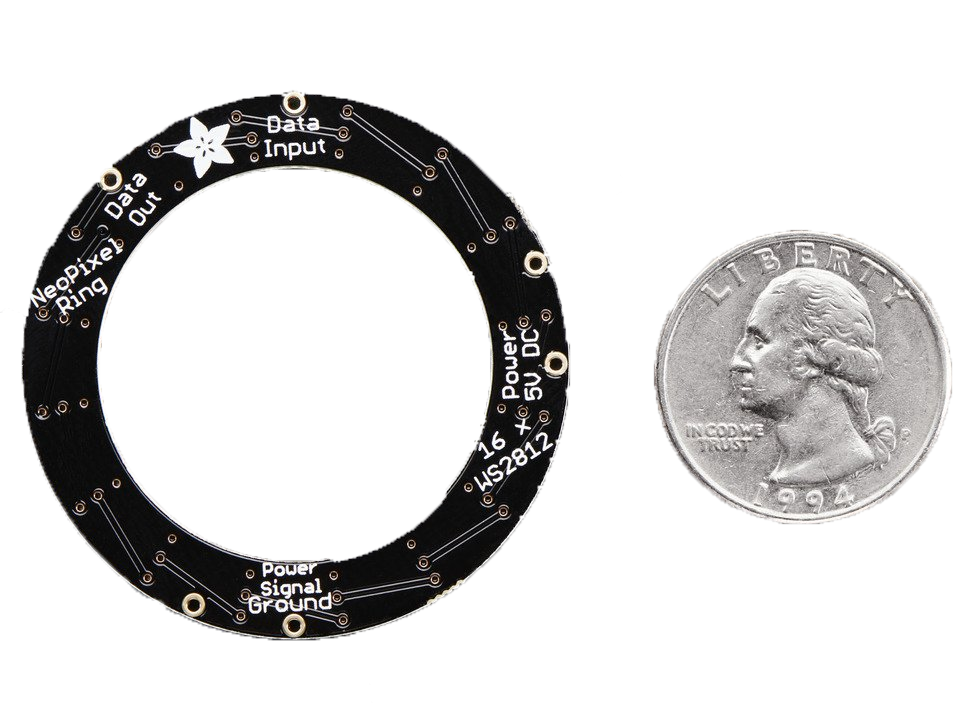 Data
Input
Data
Out
NeoPixel
Ring
Power
5V DC
16 x
WS2812
Power
Signal
Ground
LIBERTY
IN GOD WE
TRUST
1994